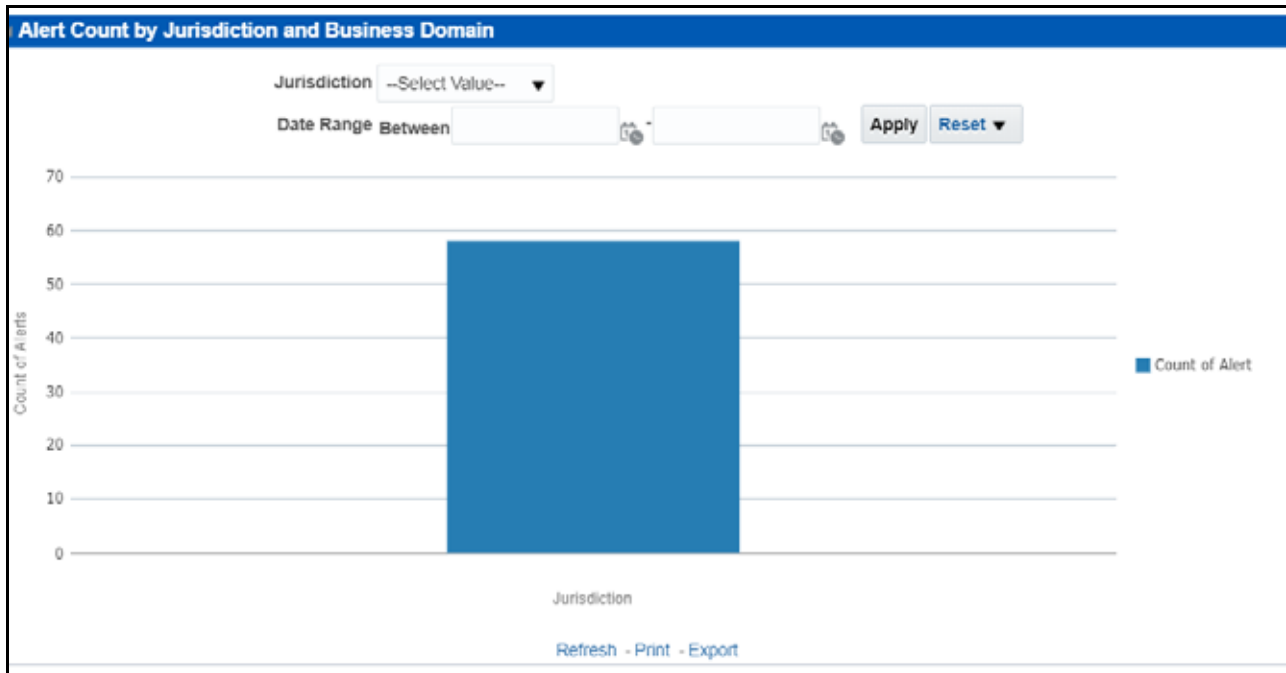 Alert Count by Jurisdiction and Business Domain
Jurisdiction --Select Value--
Date Range Between - Apply Reset
70
60
50
40
30
20
10
0
Count of Alerts
Count of Alert
Jurisdiction
Refresh - Print - Export